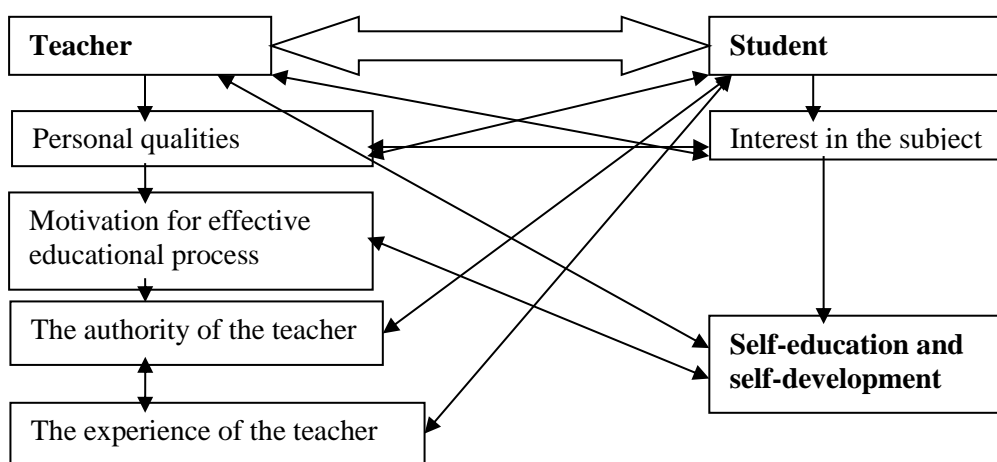 Teacher
Student
Personal qualities
Interest in the subject
Motivation for effective
educational process
The authority of the teacher
Self-education and
self-development
The experience of the teacher